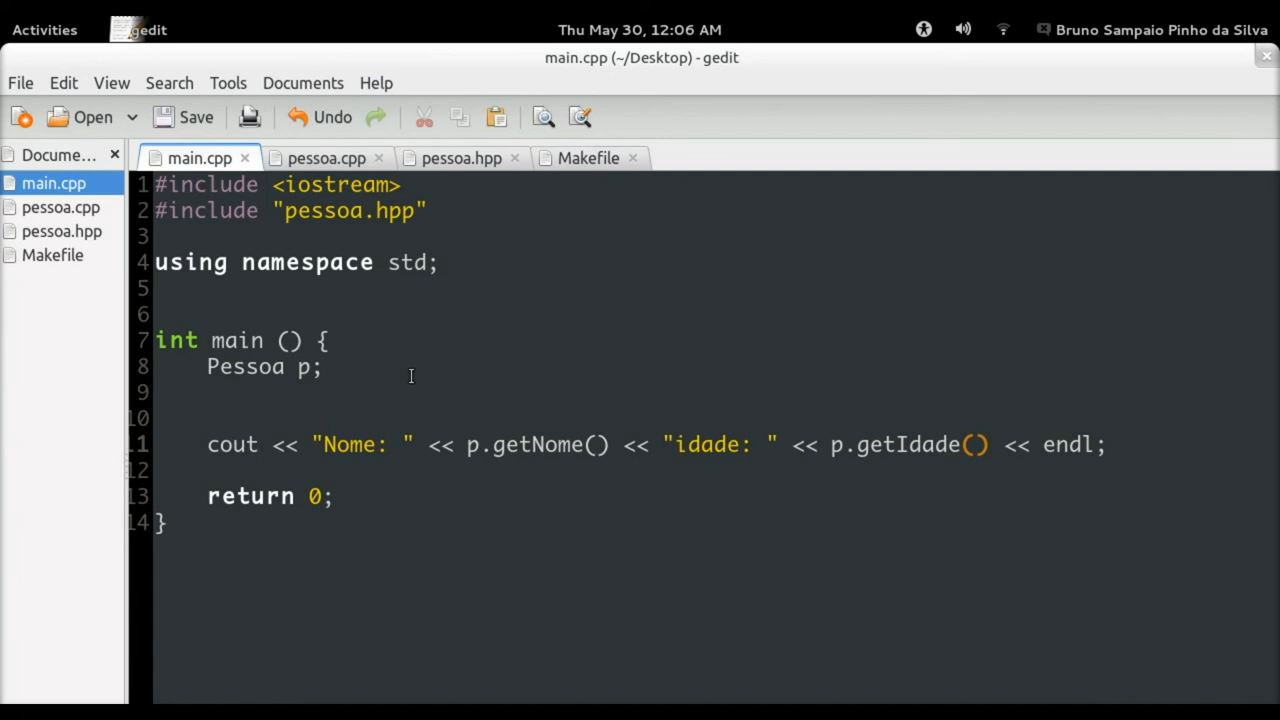 Activities gedit Thu May 30, 12:06 AM Bruno Sampaio Pinho da Silva
main.cpp (~/Desktop) - gedit
File Edit View Search Tools Documents Help
Open Save Undo
Docume... main.cpp pessoa.cpp pessoa.hpp Makefile
main.cpp
pessoa.cpp
pessoa.hpp
Makefile
1 #include <iostream>
2 #include "pessoa.hpp"
3
4 using namespace std;
5
6
7 int main () {
8     Pessoa p;
9
10
11     cout << "Nome: " << p.getNome() << "idade: " << p.getIdade() << endl;
12
13     return 0;
14 }